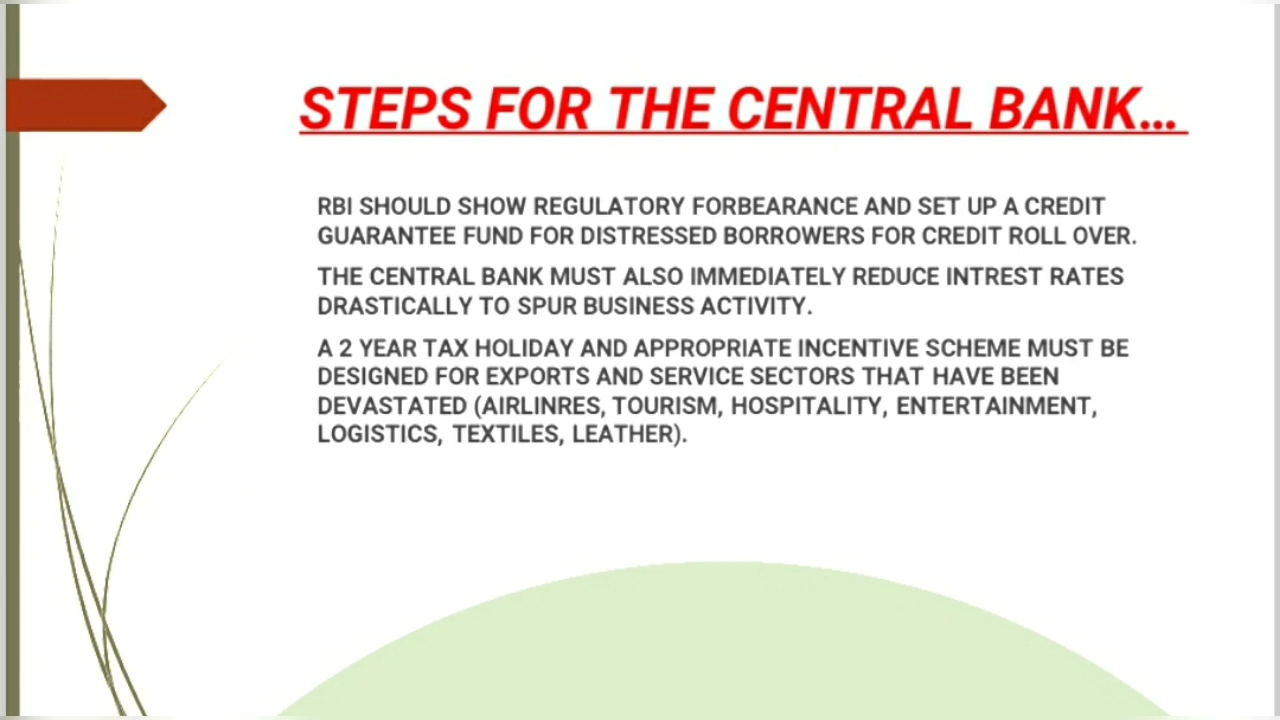 STEPS FOR THE CENTRAL BANK...
RBI SHOULD SHOW REGULATORY FORBEARANCE AND SET UP A CREDIT
GUARANTEE FUND FOR DISTRESSED BORROWERS FOR CREDIT ROLL OVER.
THE CENTRAL BANK MUST ALSO IMMEDIATELY REDUCE INTREST RATES
DRASTICALLY TO SPUR BUSINESS ACTIVITY.
A 2 YEAR TAX HOLIDAY AND APPROPRIATE INCENTIVE SCHEME MUST BE
DESIGNED FOR EXPORTS AND SERVICE SECTORS THAT HAVE BEEN
DEVASTATED (AIRLINRES, TOURISM, HOSPITALITY, ENTERTAINMENT,
LOGISTICS, TEXTILES, LEATHER).